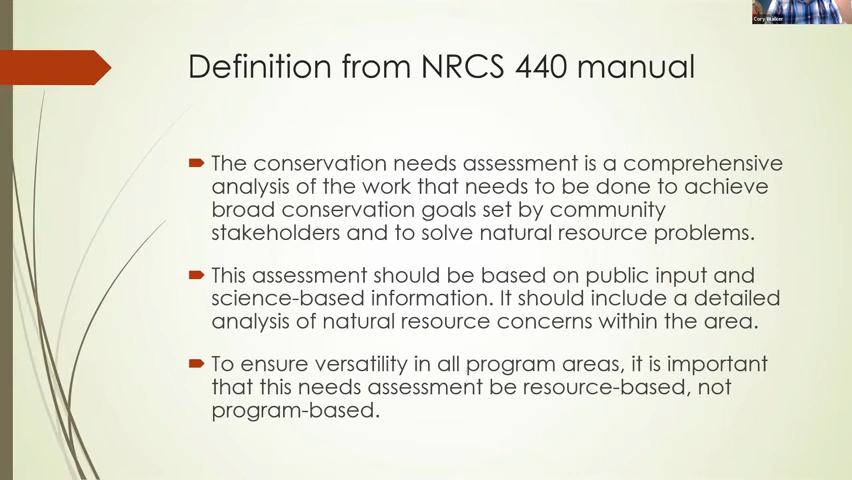 Cory Walker
Definition from NRCS 440 manual
The conservation needs assessment is a comprehensive
analysis of the work that needs to be done to achieve
broad conservation goals set by community
stakeholders and to solve natural resource problems.
This assessment should be based on public input and
science-based information. It should include a detailed
analysis of natural resource concerns within the area.
To ensure versatility in all program areas, it is important
that this needs assessment be resource-based, not
program-based.